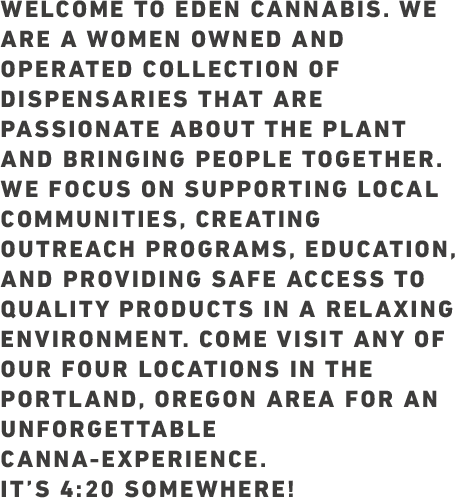 WELCOME TO EDEN CANNABIS. WE
ARE A WOMEN OWNED AND
OPERATED COLLECTION OF
DISPENSARIES THAT ARE
PASSIONATE ABOUT THE PLANT
AND BRINGING PEOPLE TOGETHER.
WE FOCUS ON SUPPORTING LOCAL
COMMUNITIES, CREATING
OUTREACH PROGRAMS, EDUCATION,
AND PROVIDING SAFE ACCESS TO
QUALITY PRODUCTS IN A RELAXING
ENVIRONMENT. COME VISIT ANY OF
OUR FOUR LOCATIONS IN THE
PORTLAND, OREGON AREA FOR AN
UNFORGETTABLE
CANNA-EXPERIENCE.
IT’S 4:20 SOMEWHERE!